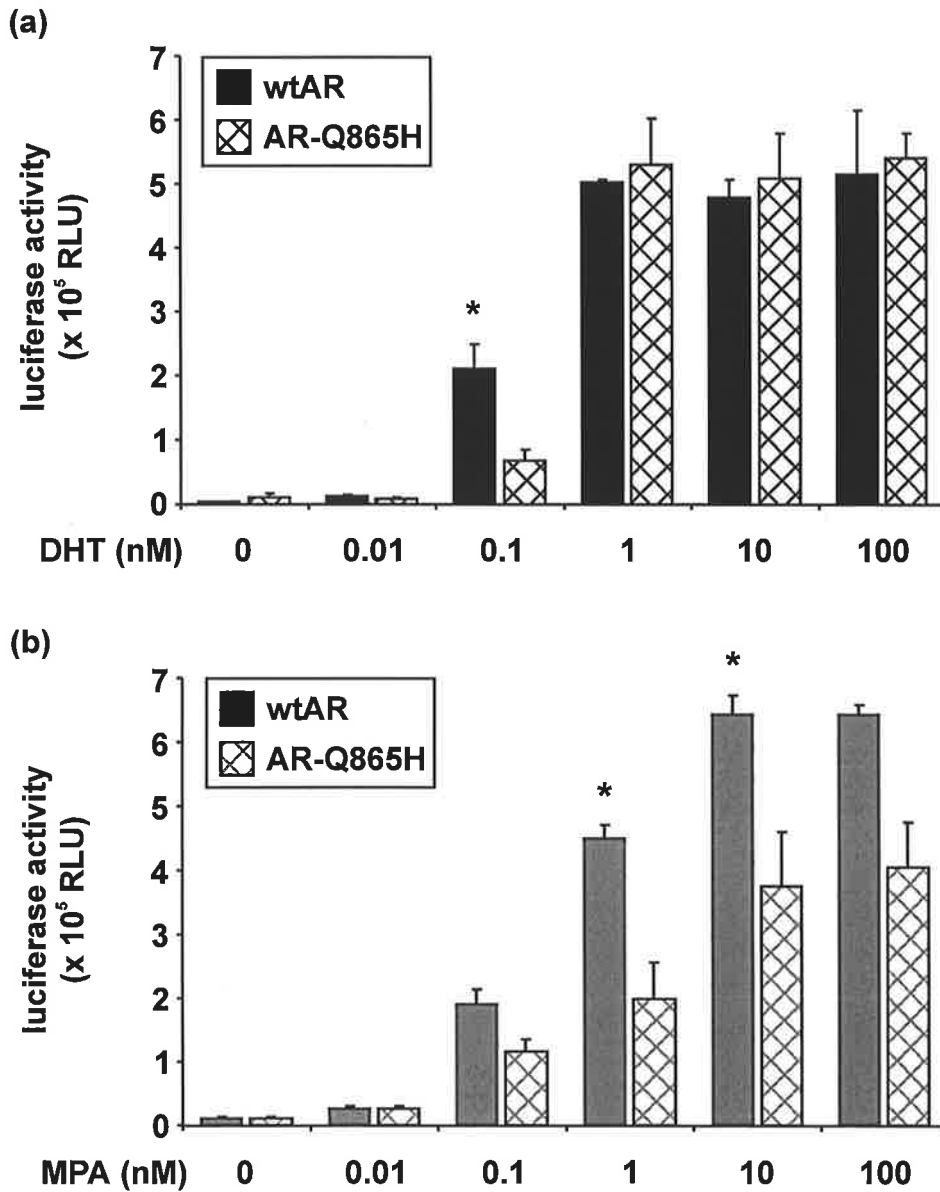 (a)
luciferase activity
(x 10⁵ RLU)
7
6
5
4
3
2
1
0
wtAR
AR-Q865H
*
DHT (nM) 0 0.01 0.1 1 10 100
(b)
luciferase activity
(x 10⁵ RLU)
7
6
5
4
3
2
1
0
wtAR
AR-Q865H
*
*
MPA (nM) 0 0.01 0.1 1 10 100